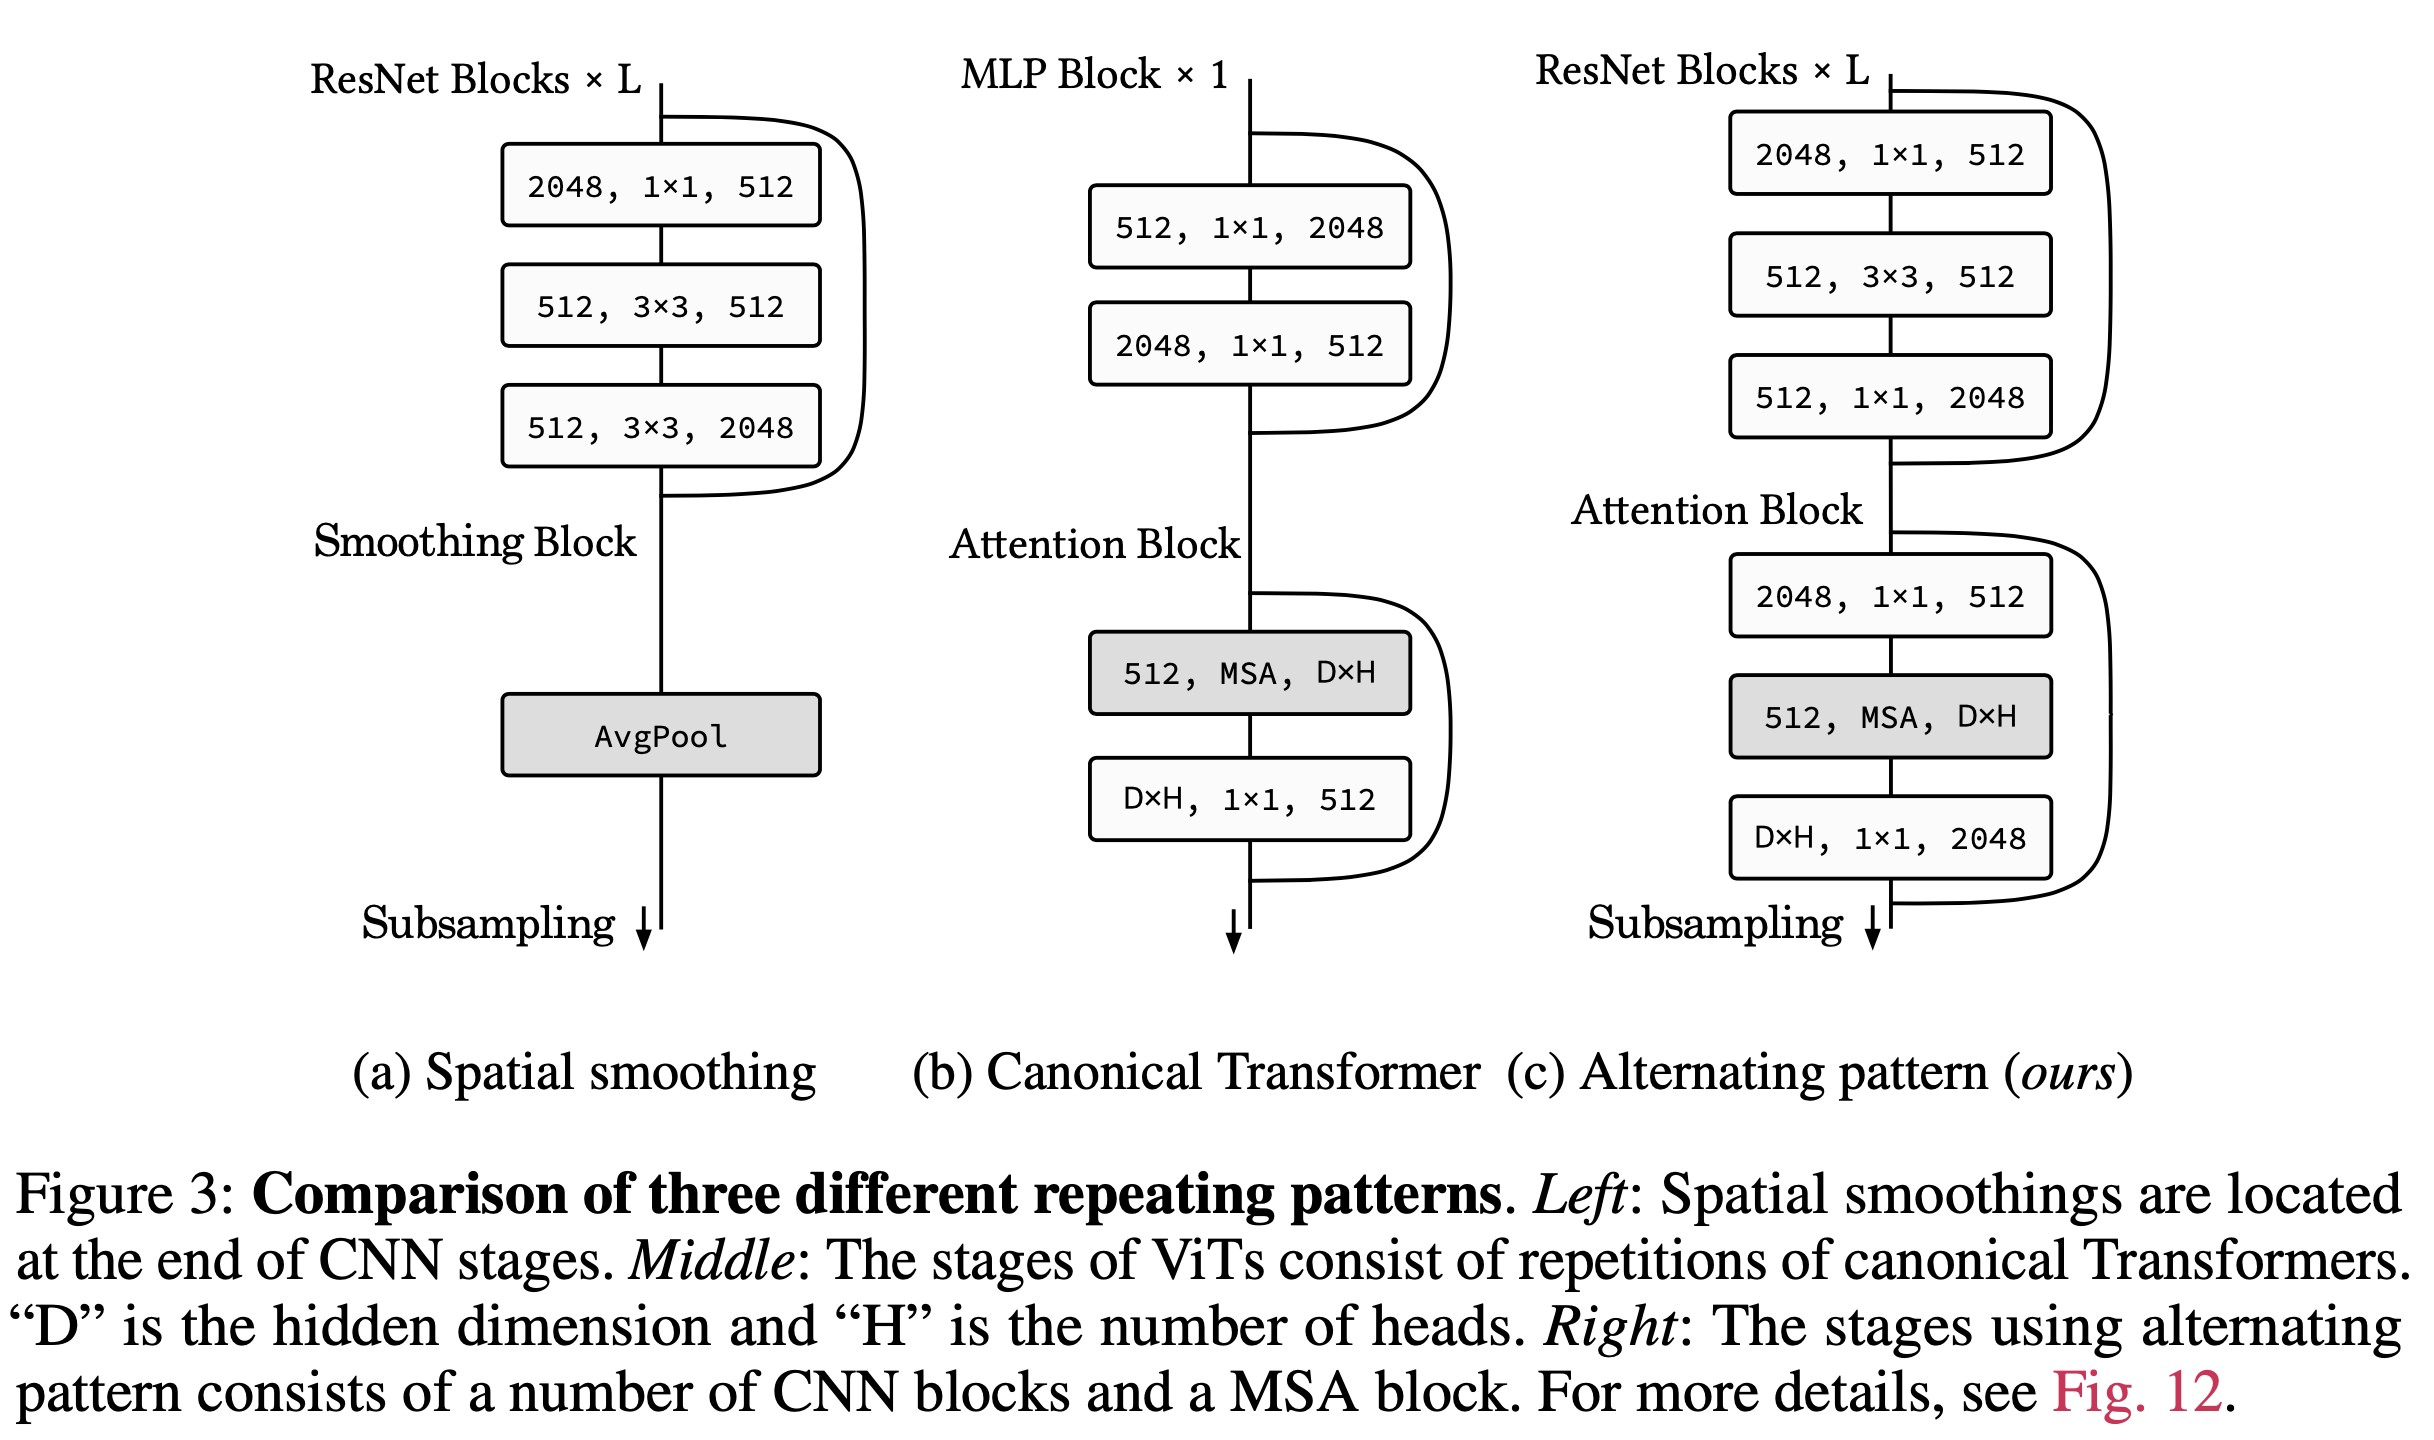 ResNet Blocks × L
2048, 1×1, 512
512, 3×3, 512
512, 3×3, 2048
Smoothing Block
AvgPool
Subsampling
(a) Spatial smoothing
MLP Block × 1
512, 1×1, 2048
2048, 1×1, 512
Attention Block
512, MSA, D×H
D×H, 1×1, 512
(b) Canonical Transformer
ResNet Blocks × L
2048, 1×1, 512
512, 3×3, 512
512, 1×1, 2048
Attention Block
2048, 1×1, 512
512, MSA, D×H
D×H, 1×1, 2048
Subsampling
(c) Alternating pattern (ours)
Figure 3: Comparison of three different repeating patterns. Left: Spatial smoothings are located
at the end of CNN stages. Middle: The stages of ViTs consist of repetitions of canonical Transformers.
“D” is the hidden dimension and “H” is the number of heads. Right: The stages using alternating
pattern consists of a number of CNN blocks and a MSA block. For more details, see Fig. 12.